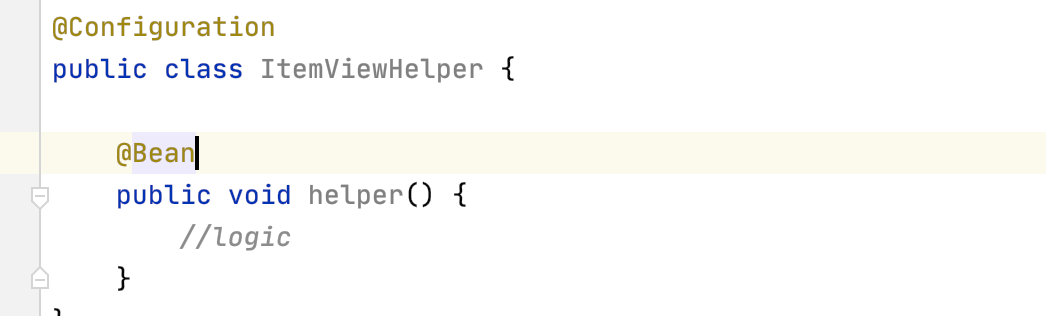 @Configuration
public class ItemViewHelper {
@Bean
public void helper() {
//logic
}
}